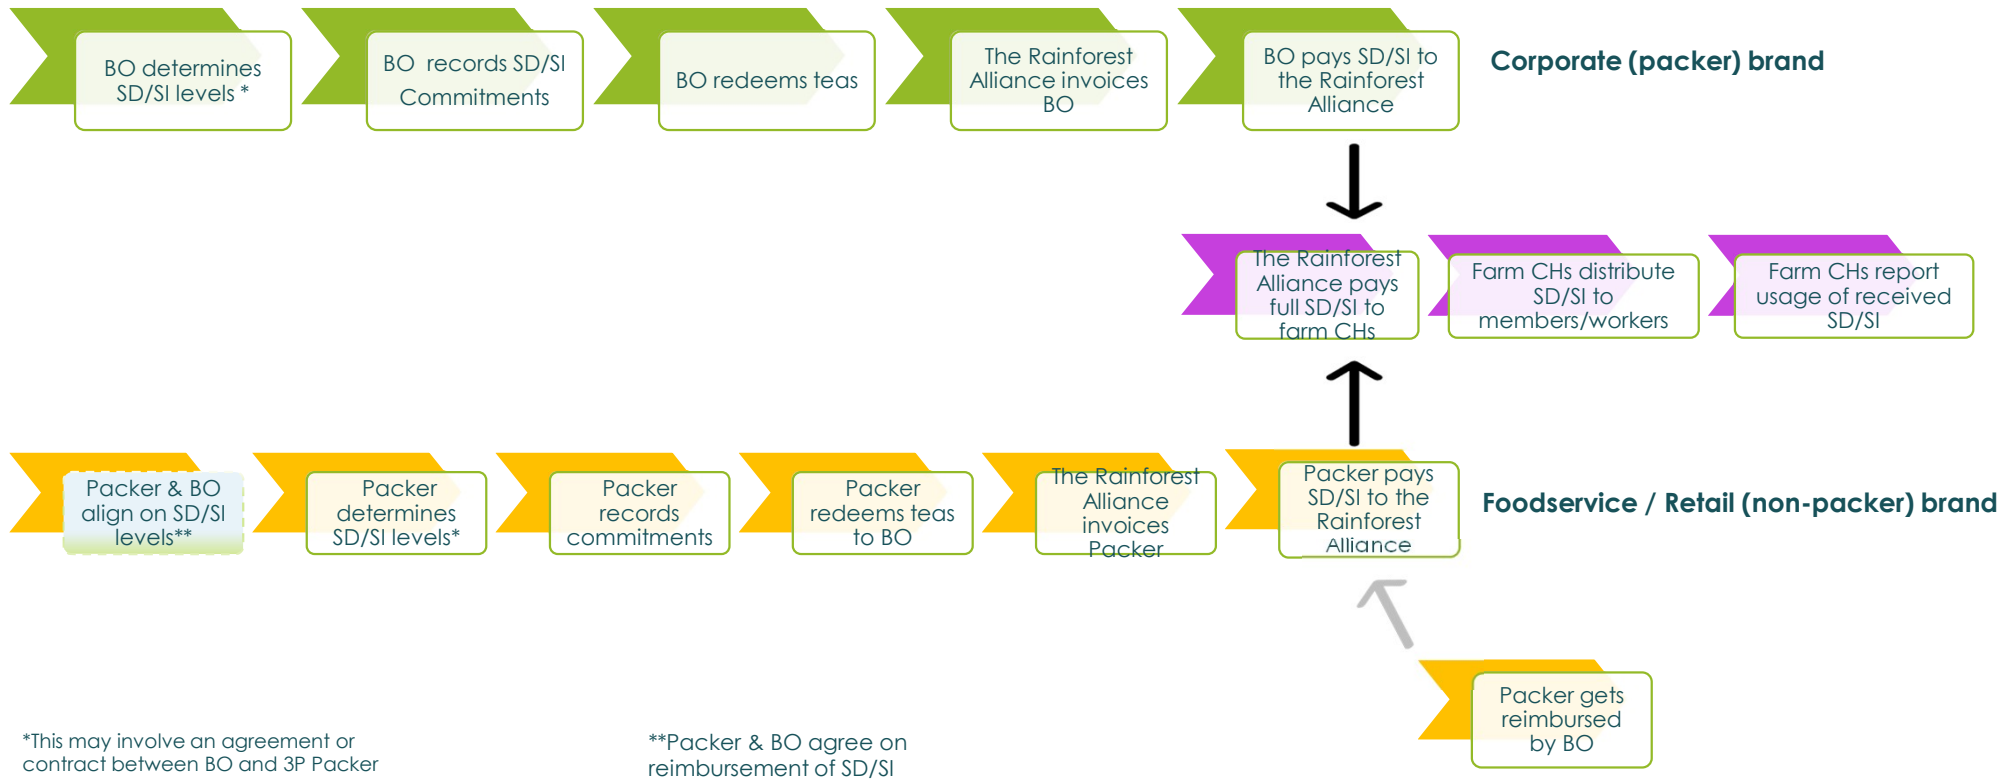 BO determines
SD/SI levels *
BO records SD/SI
Commitments
BO redeems teas
The Rainforest
Alliance invoices
BO
BO pays SD/SI to
the Rainforest
Alliance
Corporate (packer) brand
The Rainforest
Alliance pays
full SD/SI to
farm CHs
Farm CHs distribute
SD/SI to
members/workers
Farm CHs report
usage of received
SD/SI
Packer & BO
align on SD/SI
levels**
Packer
determines
SD/SI levels*
Packer
records
commitments
Packer
redeems teas
to BO
The Rainforest
Alliance
invoices
Packer
Packer pays
SD/SI to the
Rainforest
Alliance
Foodservice / Retail (non-packer) brand
Packer gets
reimbursed
by BO
*This may involve an agreement or
contract between BO and 3P Packer
**Packer & BO agree on
reimbursement of SD/SI